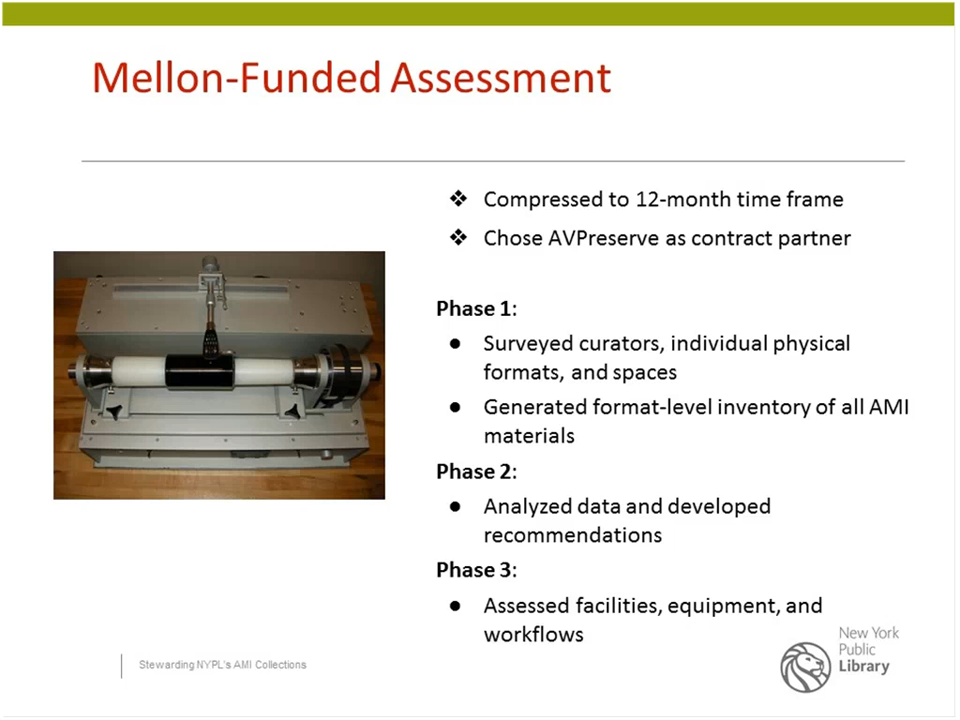 Mellon-Funded Assessment
❖ Compressed to 12-month time frame
❖ Chose AVPreserve as contract partner
Phase 1:
● Surveyed curators, individual physical
formats, and spaces
● Generated format-level inventory of all AMI
materials
Phase 2:
● Analyzed data and developed
recommendations
Phase 3:
● Assessed facilities, equipment, and
workflows
Stewarding NYPL's AMI Collections
New York
Public
Library